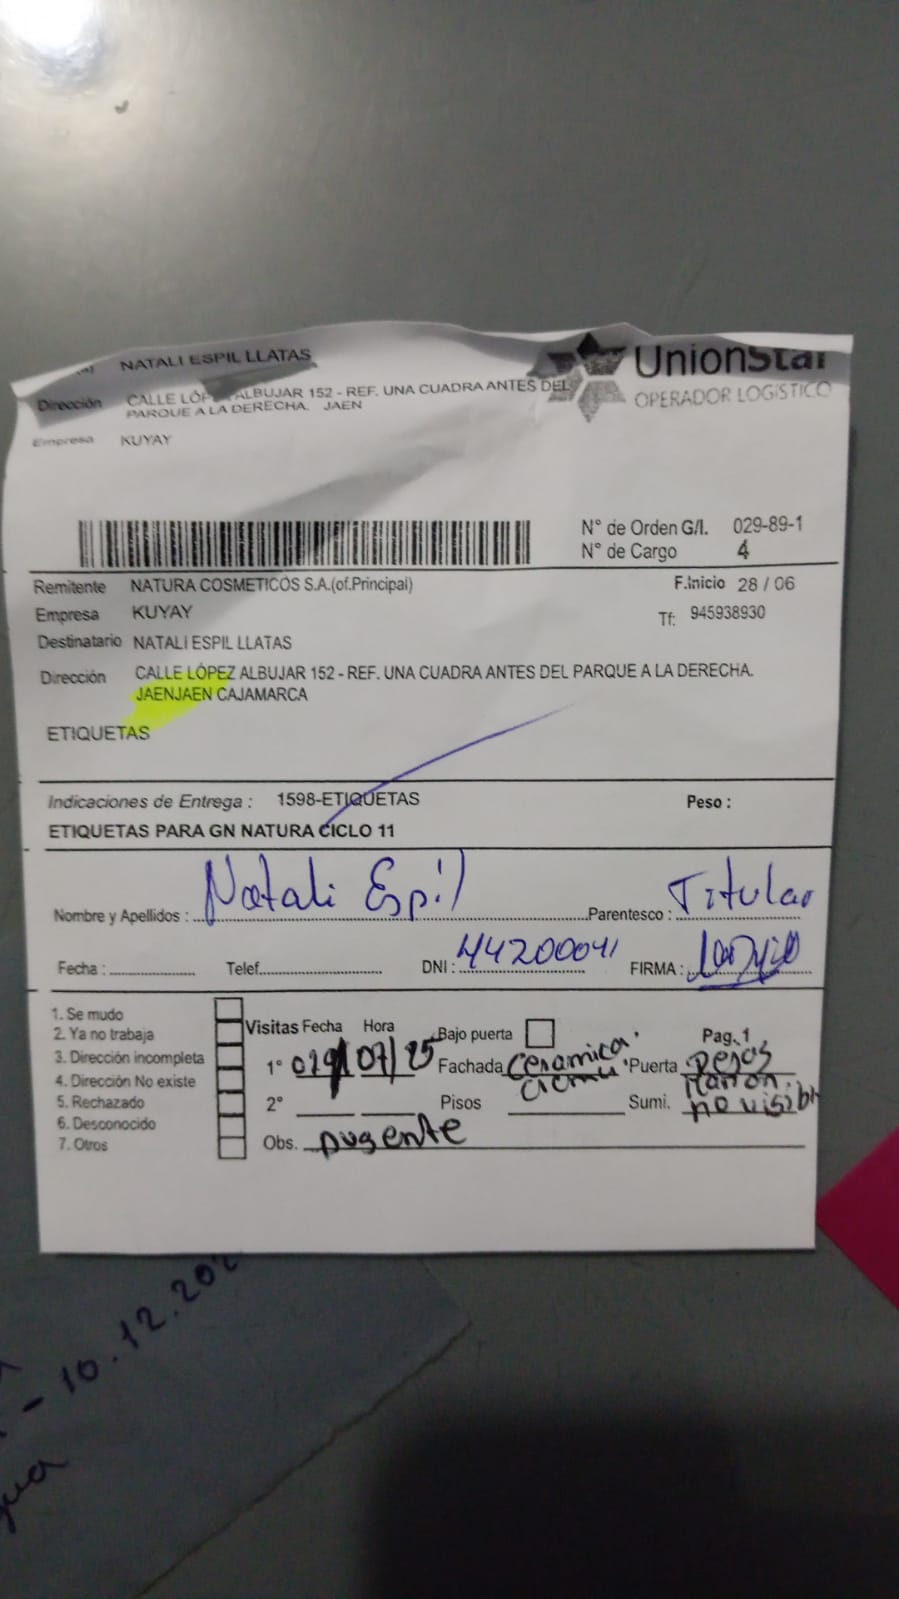 NATALI ESPIL LLATAS
UnionStar
OPERADOR LOGÍSTICO
Dirección CALLE LÓPEZ ALBUJAR 152 - REF. UNA CUADRA ANTES DEL
PARQUE A LA DERECHA. JAEN
Empresa KUYAY
N° de Orden G/I. 029-89-1
N° de Cargo 4
Remitente NATURA COSMETICOS S.A.(of.Principal) F.Inicio 28 / 06
Empresa KUYAY Tf: 945938930
Destinatario NATALI ESPIL LLATAS
Dirección CALLE LÓPEZ ALBUJAR 152 - REF. UNA CUADRA ANTES DEL PARQUE A LA DERECHA.
JAENJAEN CAJAMARCA
ETIQUETAS
Indicaciones de Entrega : 1598-ETIQUETAS Peso :
ETIQUETAS PARA GN NATURA CICLO 11
Nombre y Apellidos : Natali Espil Parentesco : Titular
Fecha : Telef. DNI : 44200041 FIRMA :
1. Se mudo
2. Ya no trabaja
3. Dirección incompleta
4. Dirección No existe
5. Rechazado
6. Desconocido
7. Otros
Visitas Fecha Hora Bajo puerta Pag. 1
1° /07/25 Fachada ceramica Puerta
2° Pisos Sumi. no visible
Obs.
10.12.202